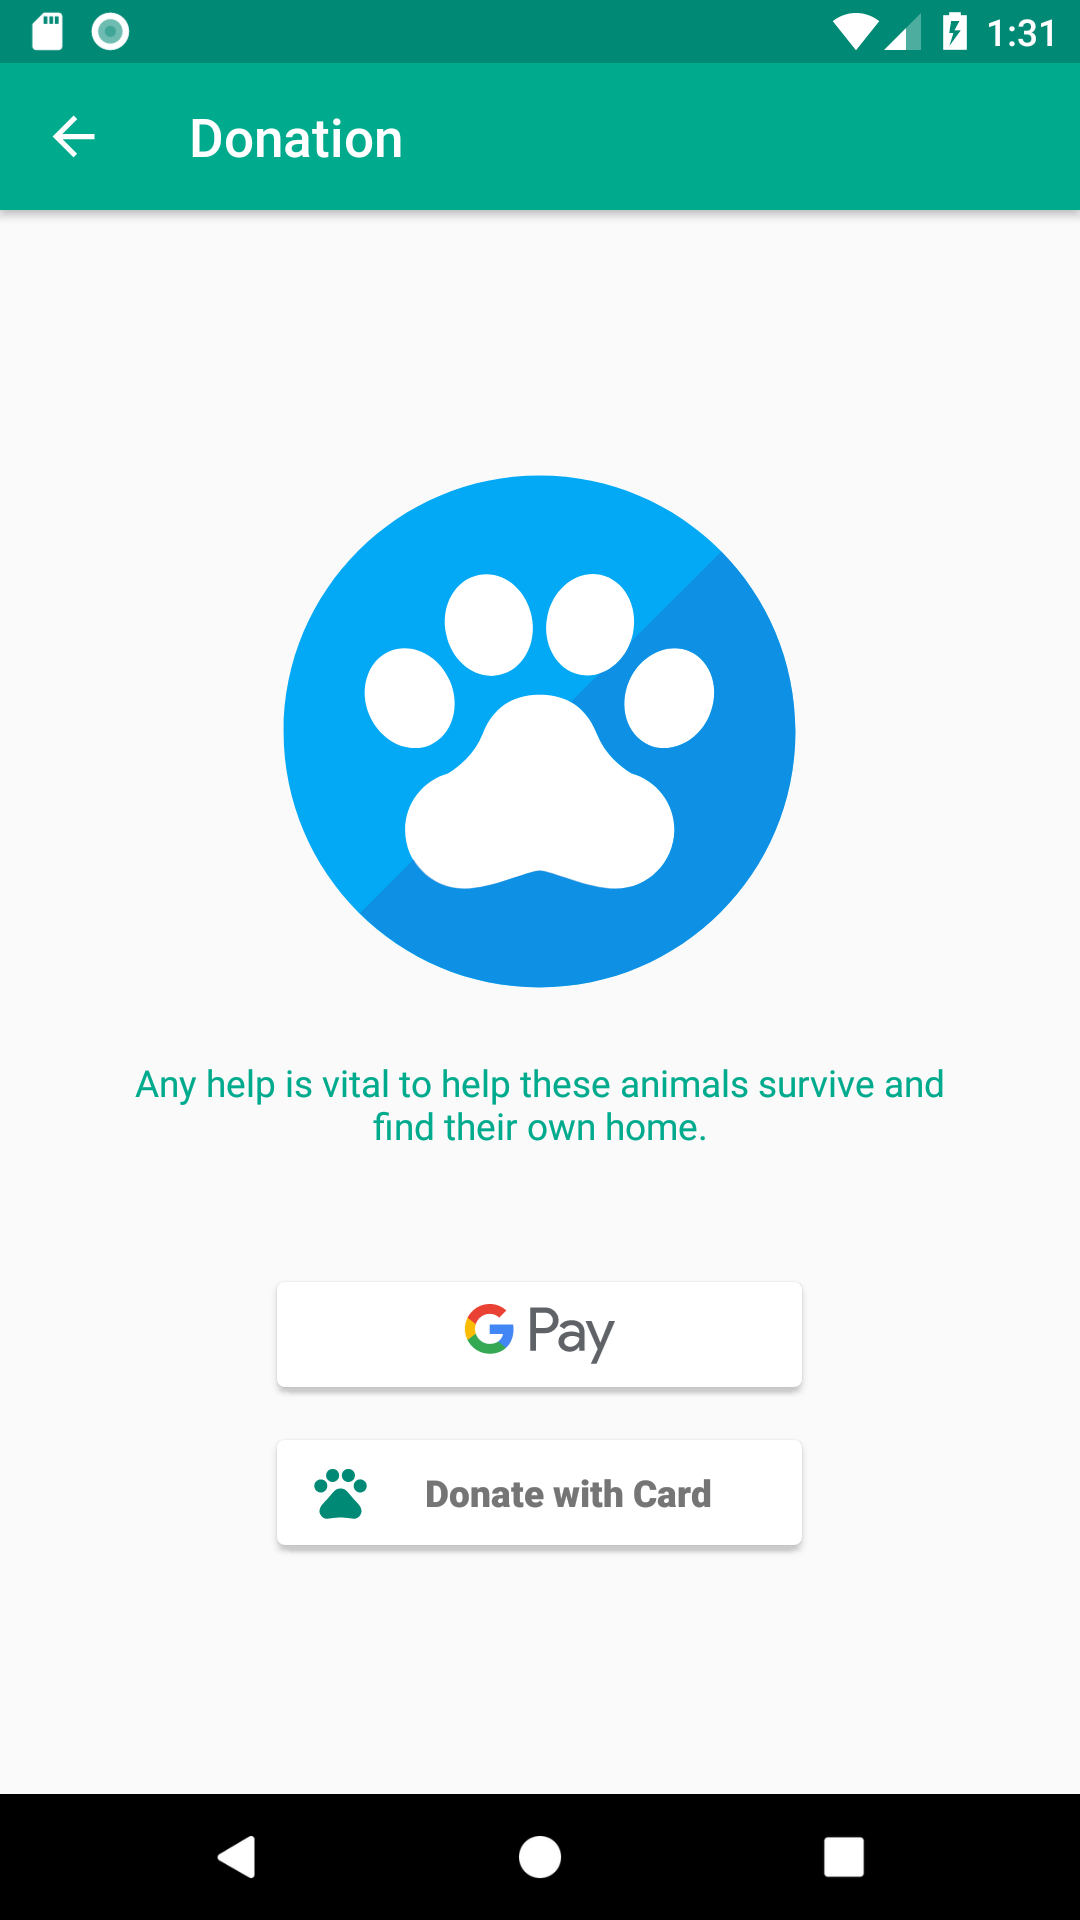 1:31
Donation
Any help is vital to help these animals survive and
find their own home.
G Pay
Donate with Card